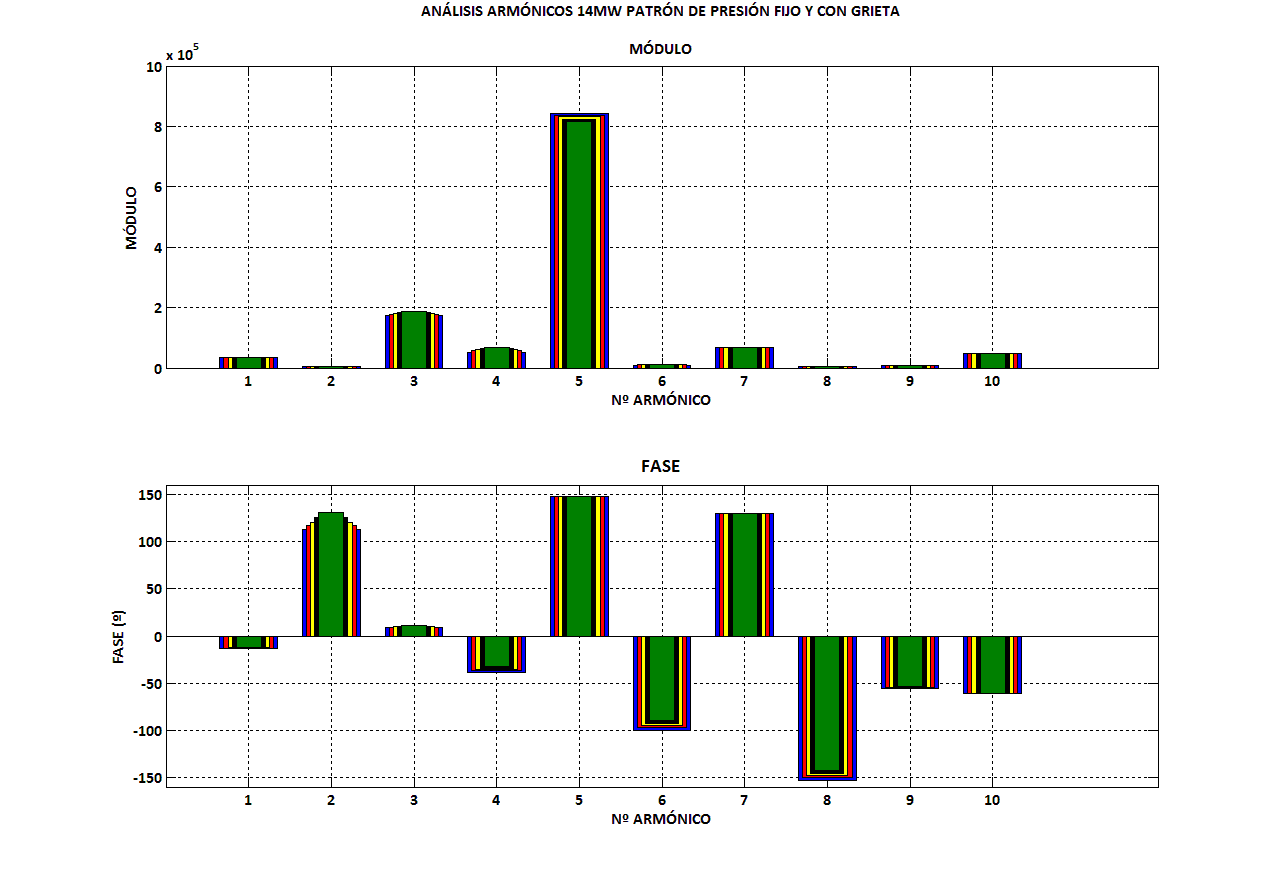 ANÁLISIS ARMÓNICOS 14MW PATRÓN DE PRESIÓN FIJO Y CON GRIETA
MÓDULO
x 10^5
10
8
6
4
2
0
MÓDULO
1 2 3 4 5 6 7 8 9 10
Nº ARMÓNICO
FASE
150
100
50
0
-50
-100
-150
FASE (º)
1 2 3 4 5 6 7 8 9 10
Nº ARMÓNICO